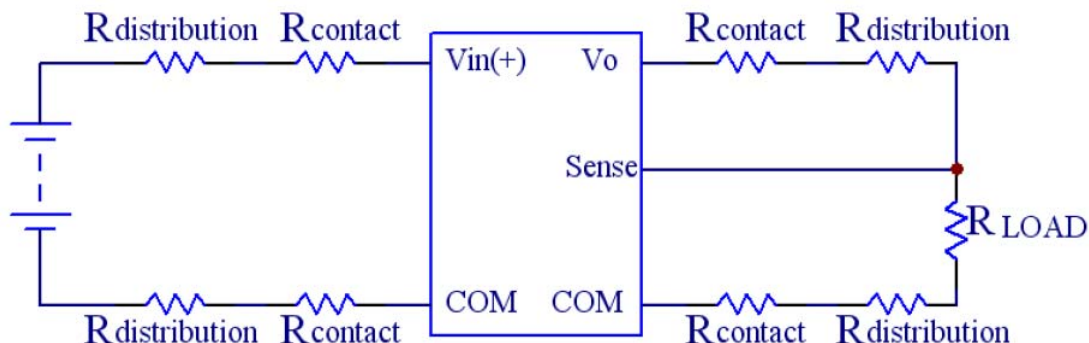 Rdistribution Rcontact Rcontact Rdistribution
Vin(+) Vo
Sense
RLOAD
COM COM
Rdistribution Rcontact Rcontact Rdistribution